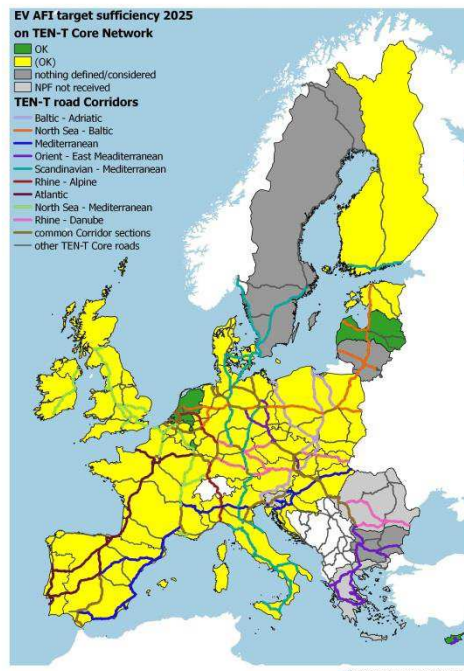 EV AFI target sufficiency 2025
on TEN-T Core Network
OK
(OK)
nothing defined/considered
NPF not received
TEN-T road Corridors
Baltic - Adriatic
North Sea - Baltic
Mediterranean
Orient - East Meaditerranean
Scandinavian - Mediterranean
Rhine - Alpine
Atlantic
North Sea - Mediterranean
Rhine - Danube
common Corridor sections
other TEN-T Core roads